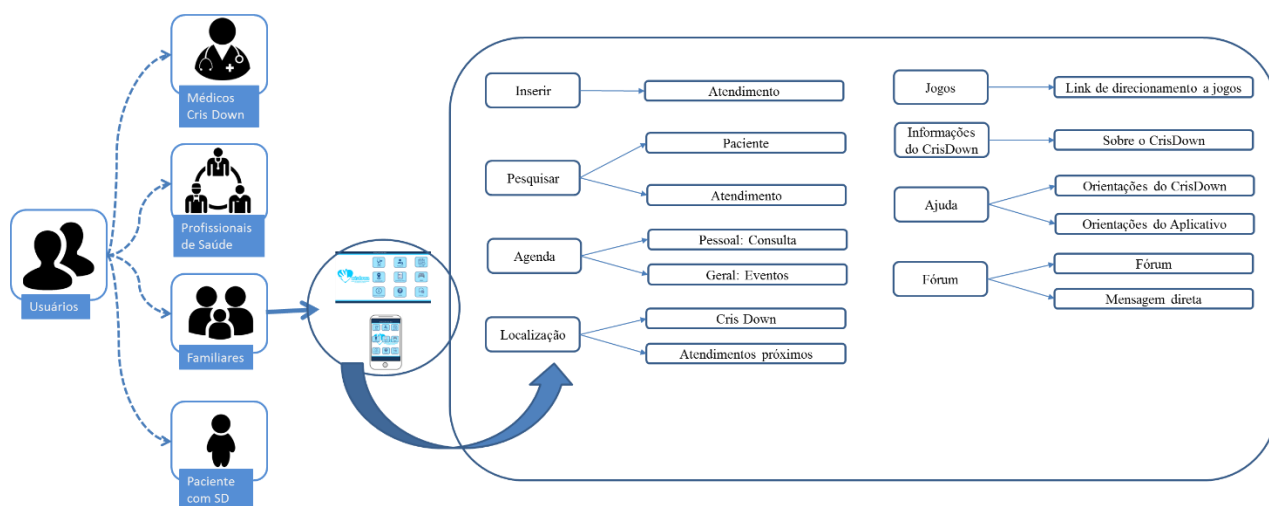 Usuários
Médicos
Cris Down
Profissionais
de Saúde
Familiares
Paciente
com SD
Inserir
Atendimento
Pesquisar
Paciente
Atendimento
Agenda
Pessoal: Consulta
Geral: Eventos
Localização
Cris Down
Atendimentos próximos
Jogos
Link de direcionamento a jogos
Informações
do CrisDown
Sobre o CrisDown
Ajuda
Orientações do CrisDown
Orientações do Aplicativo
Fórum
Fórum
Mensagem direta